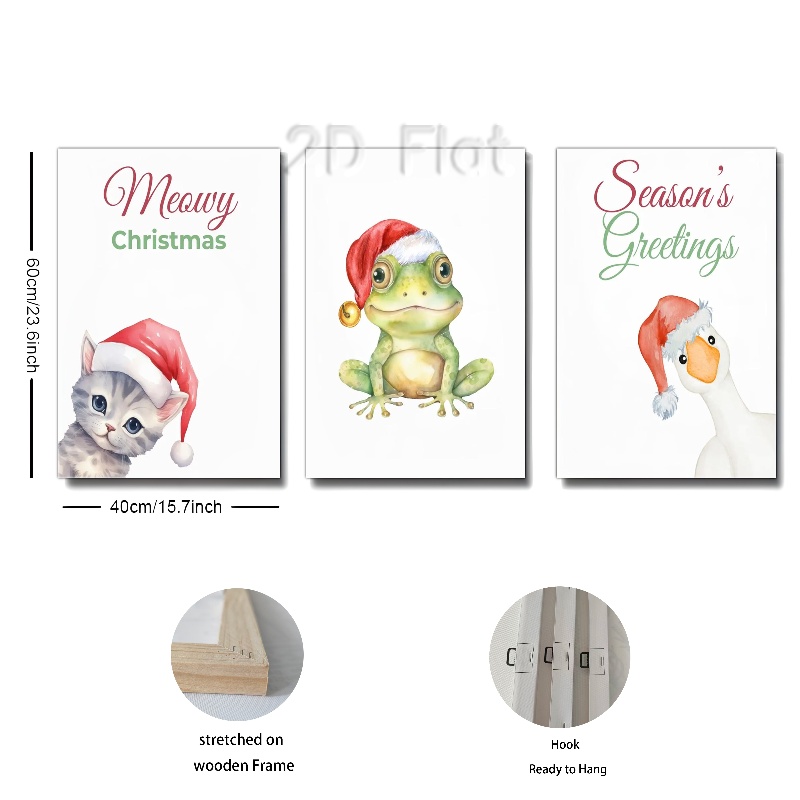 2D Flat
Meowy
Christmas
Season's
Greetings
60cm/23.6inch
40cm/15.7inch
stretched on
wooden Frame
Hook
Ready to Hang